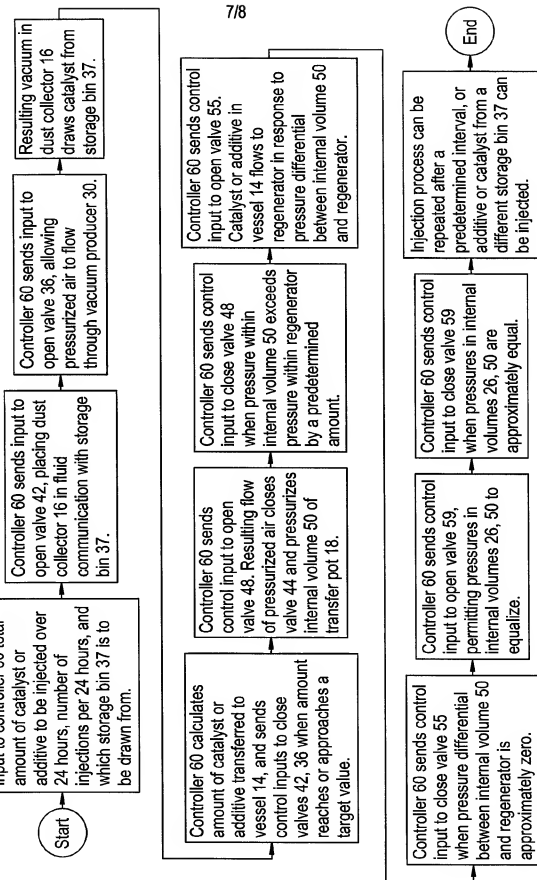 7/8
Start
Input to controller 60 total
amount of catalyst or
additive to be injected over
24 hours, number of
injections per 24 hours, and
which storage bin 37 is to
be drawn from.
Controller 60 sends input to
open valve 42, placing dust
collector 16 in fluid
communication with storage
bin 37.
Controller 60 sends input to
open valve 36, allowing
pressurized air to flow
through vacuum producer 30.
Resulting vacuum in
dust collector 16
draws catalyst from
storage bin 37.
Controller 60 calculates
amount of catalyst or
additive transferred to
vessel 14, and sends
control inputs to close
valves 42, 36 when amount
reaches or approaches a
target value.
Controller 60 sends
control input to open
valve 48. Resulting flow
of pressurized air closes
valve 44 and pressurizes
internal volume 50 of
transfer pot 18.
Controller 60 sends control
input to close valve 48
when pressure within
internal volume 50 exceeds
pressure within regenerator
by a predetermined
amount.
Controller 60 sends control
input to open valve 55.
Catalyst or additive in
vessel 14 flows to
regenerator in response to
pressure differential
between internal volume 50
and regenerator.
Controller 60 sends control
input to close valve 55
when pressure differential
between internal volume 50
and regenerator is
approximately zero.
Controller 60 sends control
input to open valve 59,
permitting pressures in
internal volumes 26, 50 to
equalize.
Controller 60 sends control
input to close valve 59
when pressures in internal
volumes 26, 50 are
approximately equal.
Injection process can be
repeated after a
predetermined interval, or
additive or catalyst from a
different storage bin 37 can
be injected.
End